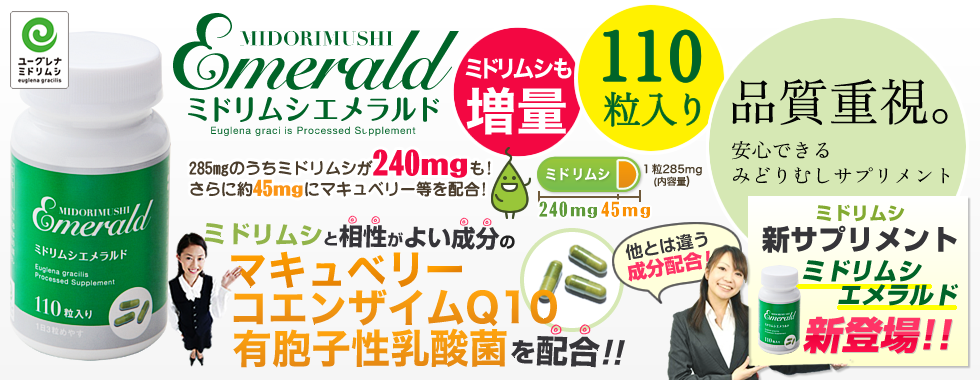 ユーグレナ
ミドリムシ
euglena gracilis
MIDORIMUSHI
Emerald
ミドリムシエメラルド
Euglena graci is Processed Supplement
ミドリムシも
増量
110
粒入り
品質重視。
安心できる
みどりむしサプリメント
285mgのうちミドリムシが240mgも!
さらに約45mgにマキュベリー等を配合!
ミドリムシ
1粒285mg
(内容量)
240mg 45mg
ミドリムシと相性がよい成分の
マキュベリー
コエンザイムQ10
有胞子性乳酸菌を配合!!
他とは違う
成分配合!
ミドリムシ
新サプリメント
ミドリムシ
エメラルド
新登場!!
MIDORIMUSHI
Emerald
ミドリムシエメラルド
Euglena gracilis
Processed Supplement
110粒入り
1日3粒めやす
Emerald
110